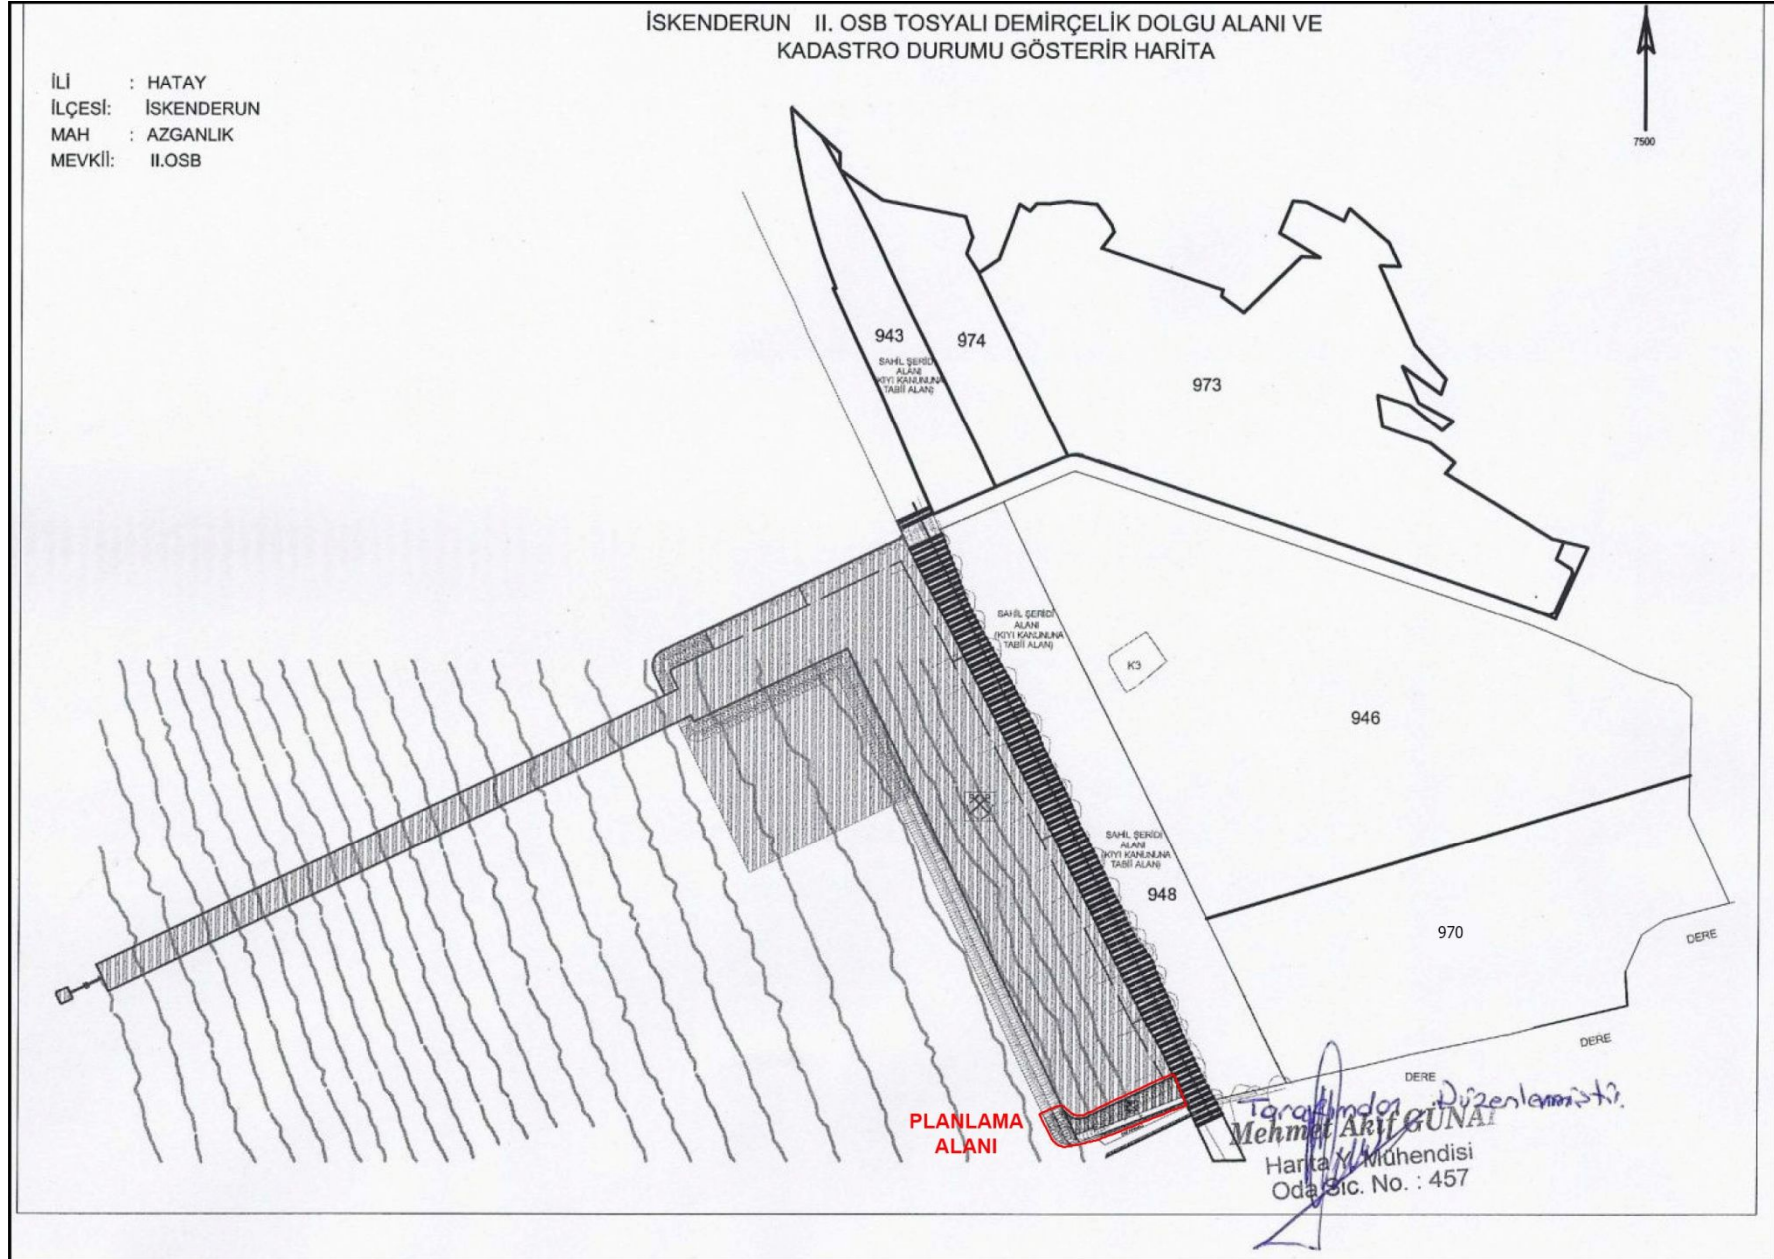 İSKENDERUN II. OSB TOSYALI DEMİRÇELİK DOLGU ALANI VE
KADASTRO DURUMU GÖSTERİR HARİTA
İLİ : HATAY
İLÇESİ: İSKENDERUN
MAH : AZGANLIK
MEVKİİ: II.OSB
7500
943
SAHİL ŞERİDİ
ALANI
(KIYI KANUNUNA
TABİİ ALAN)
974
973
SAHİL ŞERİDİ
ALANI
(KIYI KANUNUNA
TABİİ ALAN)
K3
946
SAHİL ŞERİDİ
ALANI
(KIYI KANUNUNA
TABİİ ALAN)
948
970
DERE
DERE
DERE
PLANLAMA
ALANI
Tarafımdan Düzenlenmiştir.
Mehmet Akif GÜNAL
Harita Y. Mühendisi
Oda Sic. No. : 457